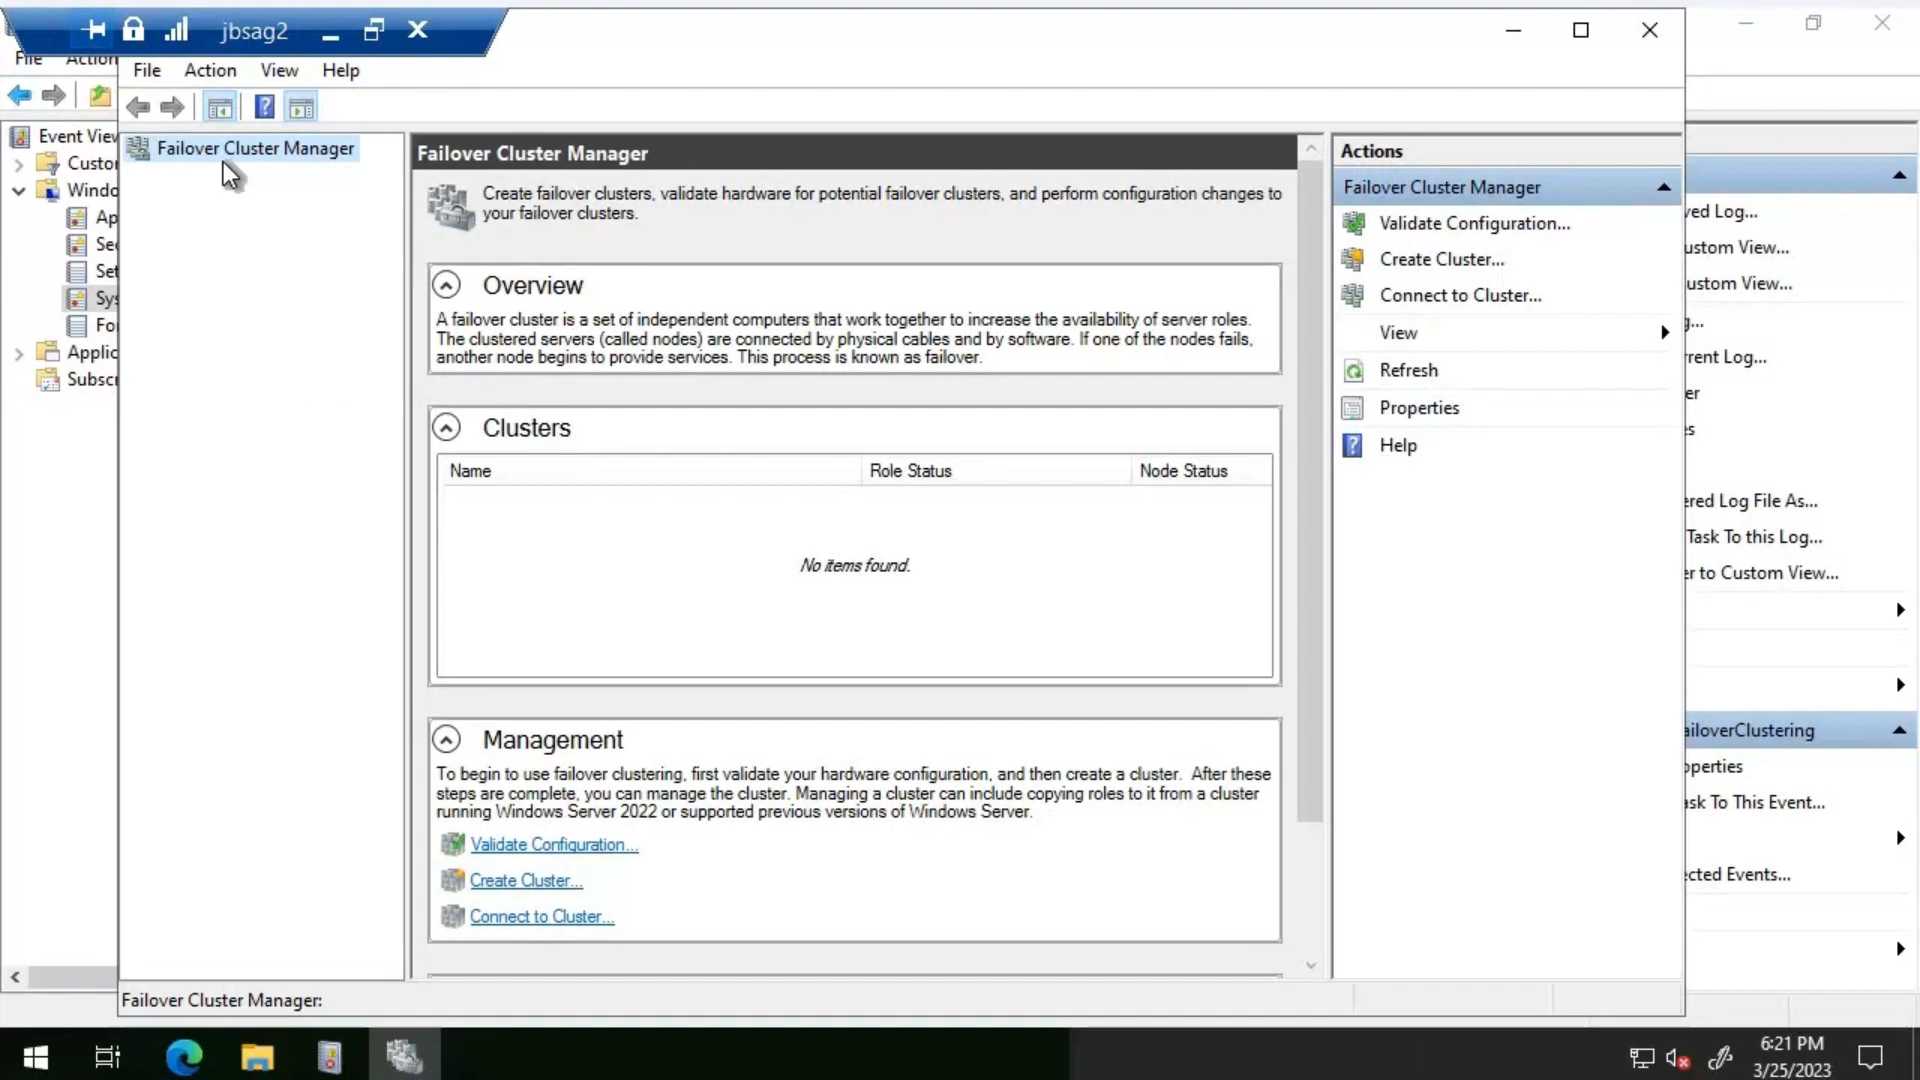 jbsag2
File
Action
File Action View Help
Event View
Custo
Windo
Ap
Sec
Set
Sys
Fo
Applic
Subscr
Failover Cluster Manager
Failover Cluster Manager
Create failover clusters, validate hardware for potential failover clusters, and perform configuration changes to
your failover clusters.
Overview
A failover cluster is a set of independent computers that work together to increase the availability of server roles.
The clustered servers (called nodes) are connected by physical cables and by software. If one of the nodes fails,
another node begins to provide services. This process is known as failover.
Clusters
Name Role Status Node Status
No items found.
Management
To begin to use failover clustering, first validate your hardware configuration, and then create a cluster. After these
steps are complete, you can manage the cluster. Managing a cluster can include copying roles to it from a cluster
running Windows Server 2022 or supported previous versions of Windows Server.
Validate Configuration...
Create Cluster...
Connect to Cluster...
Actions
Failover Cluster Manager
Validate Configuration...
Create Cluster...
Connect to Cluster...
View
Refresh
Properties
Help
ved Log...
ustom View...
ustom View...
g...
rrent Log...
er
s
ered Log File As...
Task To this Log...
er to Custom View...
ailoverClustering
operties
ask To This Event...
ected Events...
Failover Cluster Manager:
6:21 PM
3/25/2023